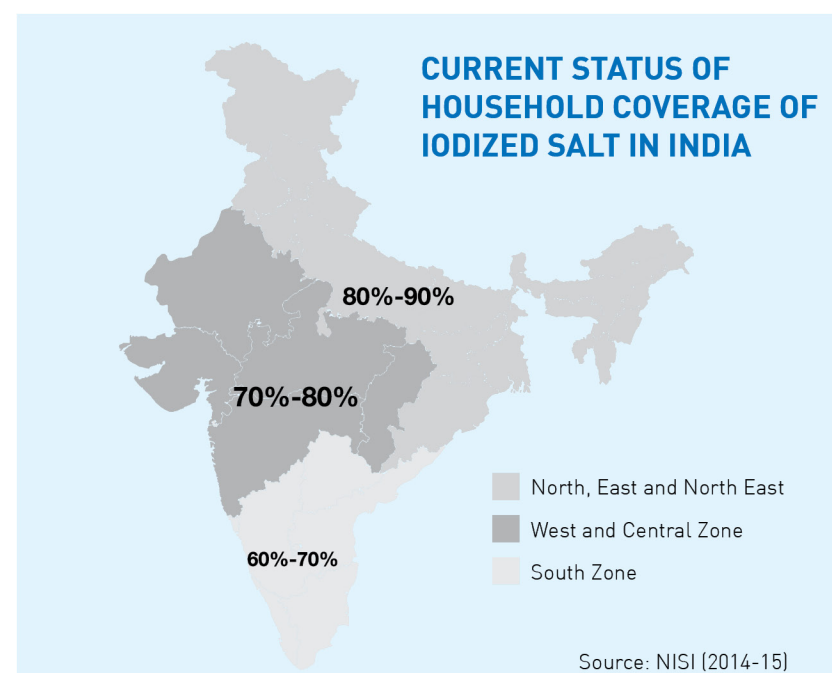 CURRENT STATUS OF
HOUSEHOLD COVERAGE OF
IODIZED SALT IN INDIA
80%-90%
70%-80%
60%-70%
North, East and North East
West and Central Zone
South Zone
Source: NISI (2014-15)